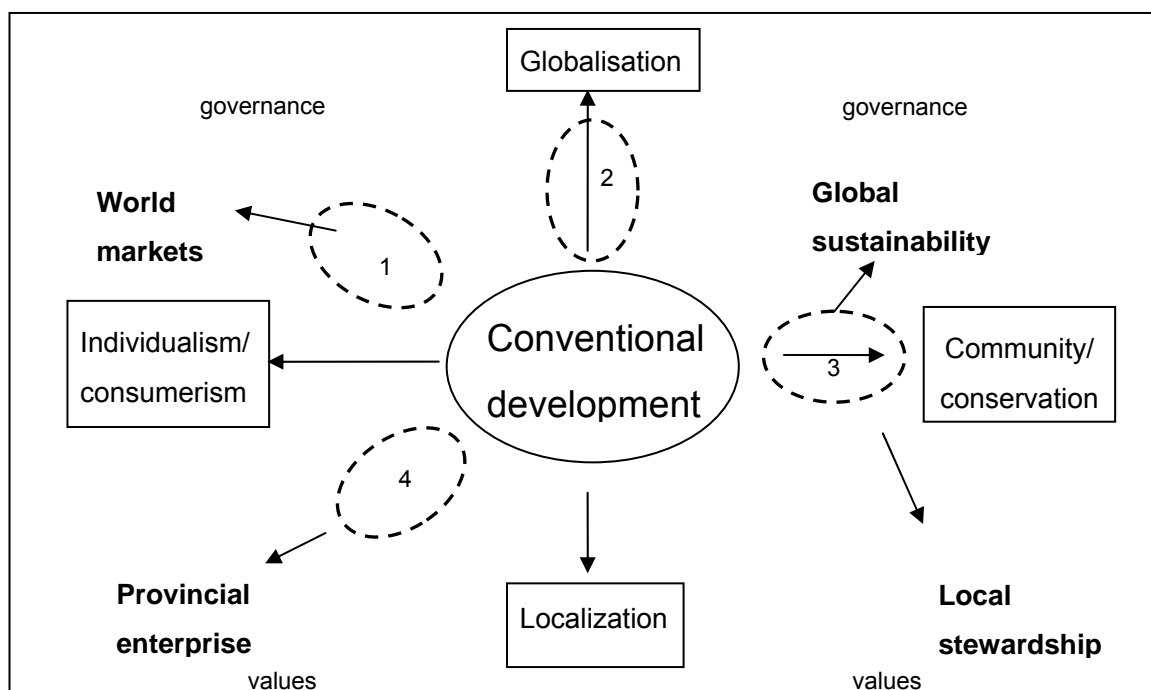 Globalisation
governance
governance
2
World
markets
Global
sustainability
1
Individualism/
consumerism
Conventional
development
3
Community/
conservation
4
Provincial
enterprise
Localization
Local
stewardship
values
values